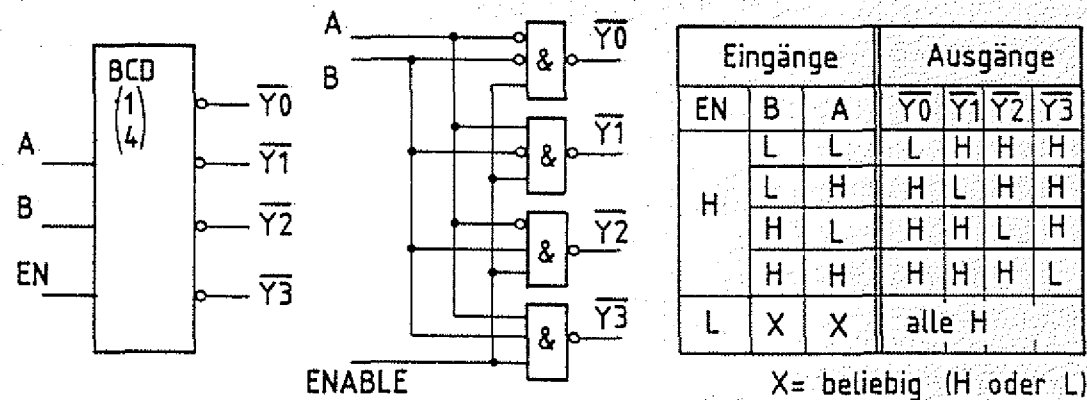 BCD
(1
4)
A
B
EN
Y0
Y1
Y2
Y3
A
B
ENABLE
&
Y0
&
Y1
&
Y2
&
Y3
Eingänge Ausgänge
EN B A Y0 Y1 Y2 Y3
H
L L L H H H
L H H L H H
H L H H L H
H H H H H L
L X X alle H
X= beliebig (H oder L)